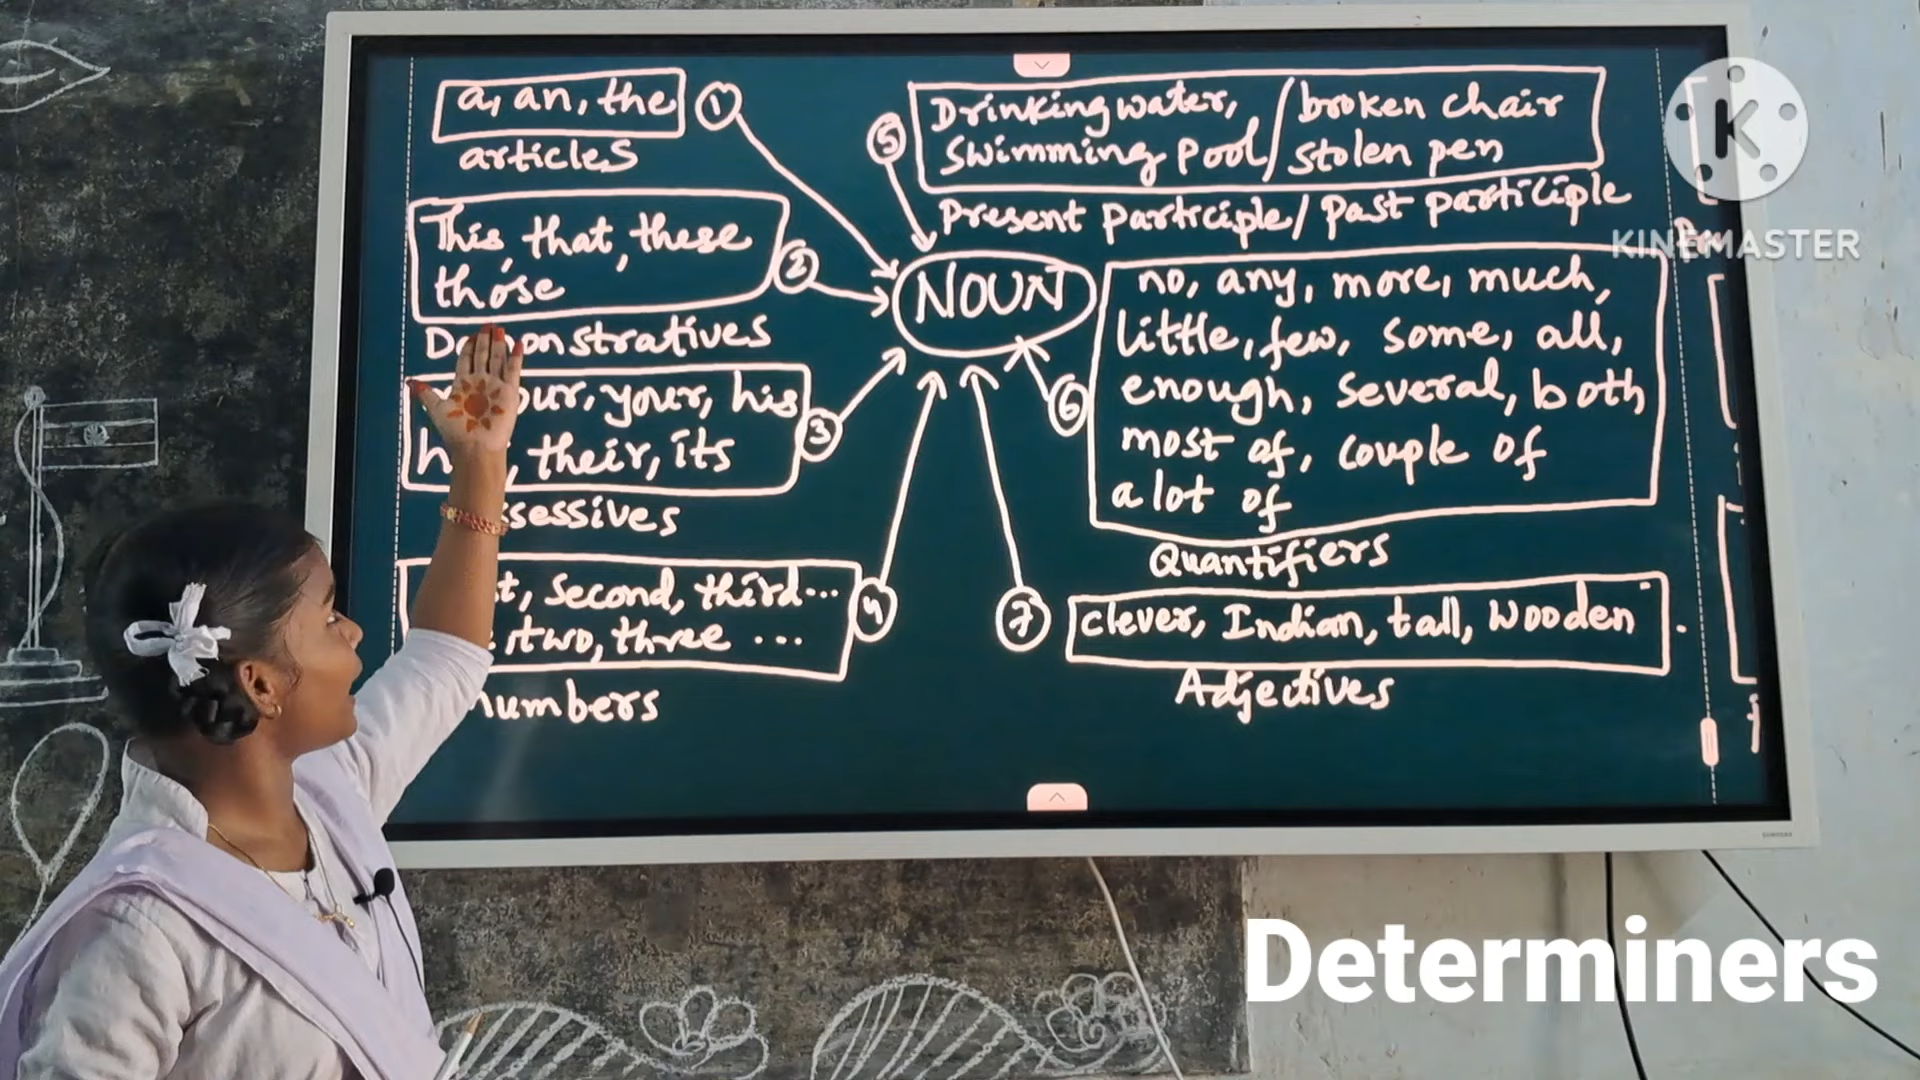 a, an, the
1
articles
This, that, these
those
2
Demonstratives
our, your, his
their, its
3
second, third...
two, three ...
4
numbers
5
Drinking water, / broken chair
Swimming pool / stolen pen
Present Participle / Past participle
NOUN
6
no, any, more, much,
little, few, some, all,
enough, several, both
most of, couple of
a lot of
Quantifiers
7
clever, Indian, tall, wooden
Adjectives
K
KINEMASTER
Determiners